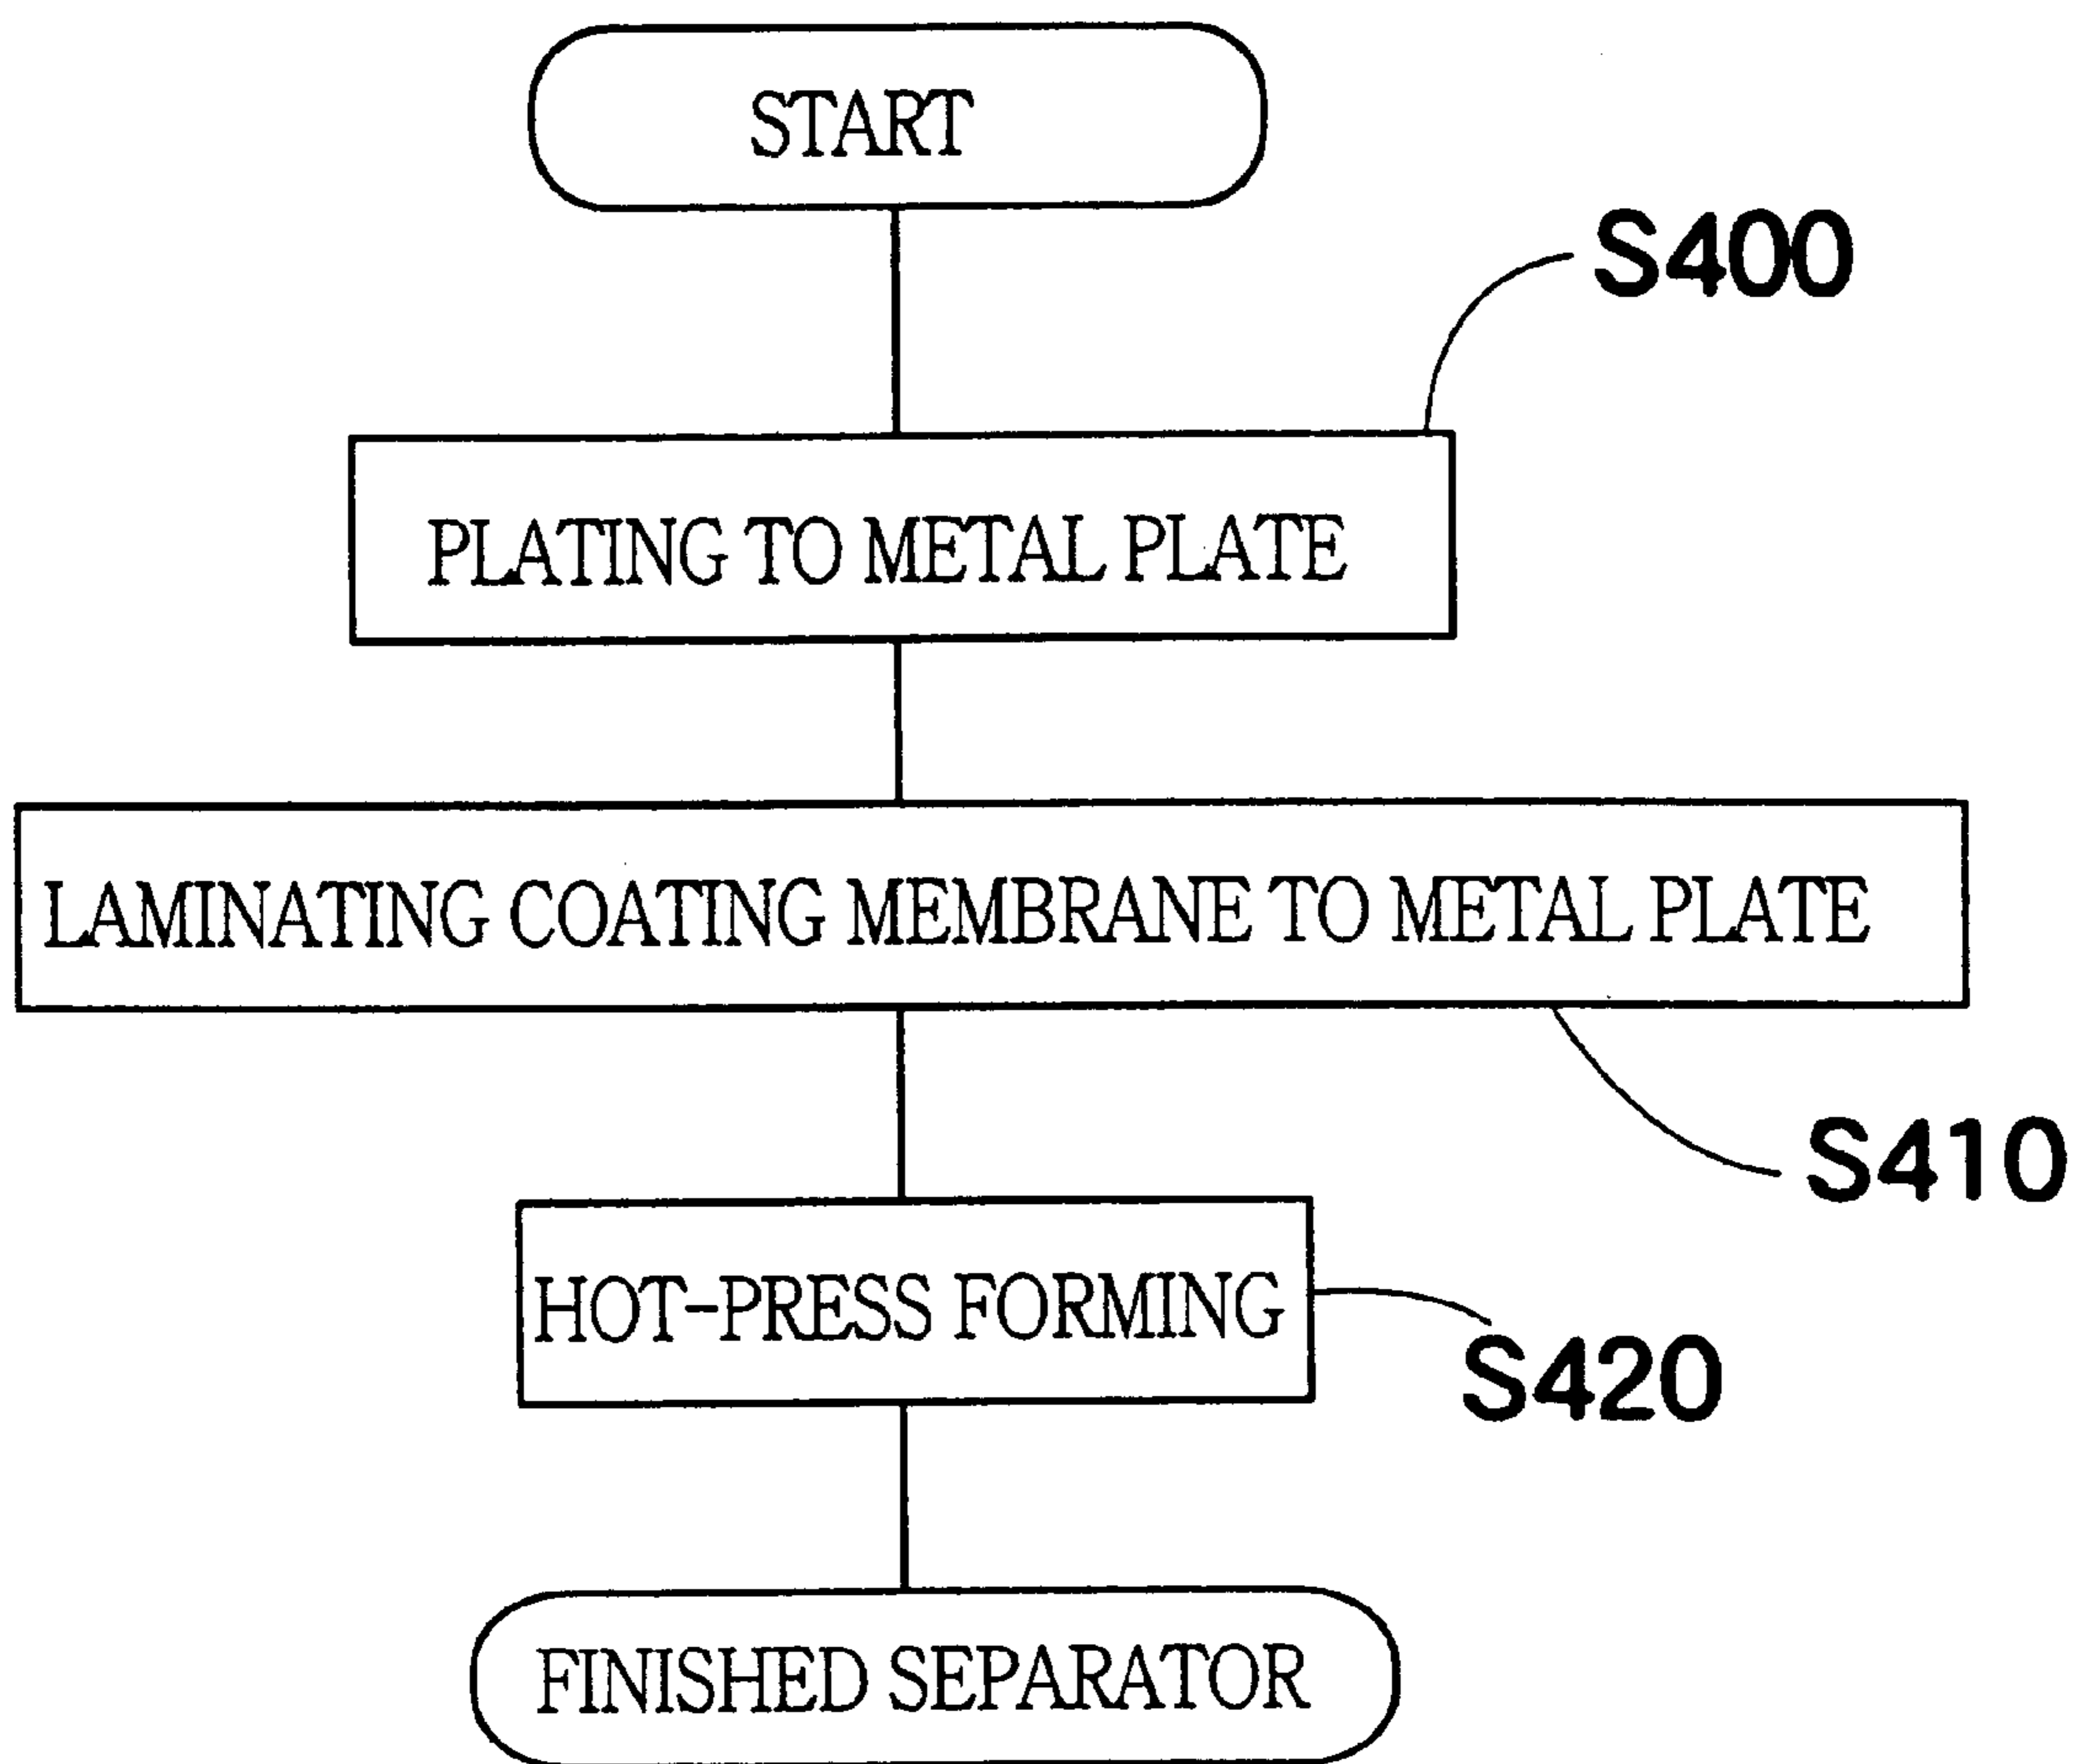 START
S400
PLATING TO METAL PLATE
LAMINATING COATING MEMBRANE TO METAL PLATE
S410
HOT-PRESS FORMING
S420
FINISHED SEPARATOR